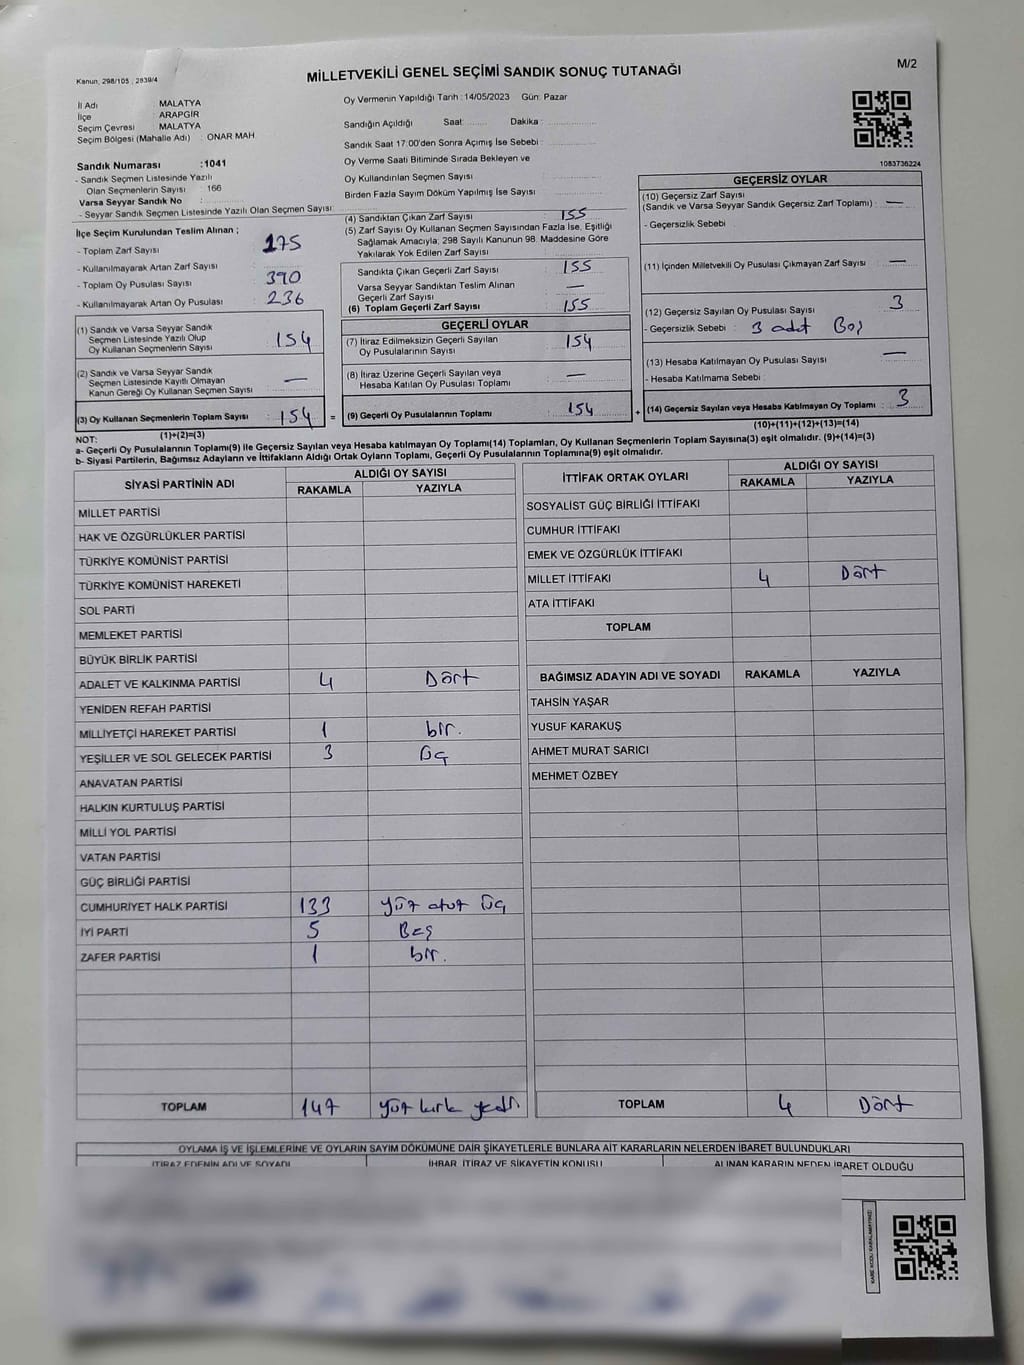 Kanun, 298/105 , 2839/4
MİLLETVEKİLİ GENEL SEÇİMİ SANDIK SONUÇ TUTANAĞI
M/2
İl Adı MALATYA
İlçe ARAPGİR
Seçim Çevresi MALATYA
Seçim Bölgesi (Mahalle Adı) : ONAR MAH.
Sandık Numarası :1041
- Sandık Seçmen Listesinde Yazılı
Olan Seçmenlerin Sayısı : 166
Varsa Seyyar Sandık No :
- Seyyar Sandık Seçmen Listesinde Yazılı Olan Seçmen Sayısı:
Oy Vermenin Yapıldığı Tarih : 14/05/2023 Gün: Pazar
Sandığın Açıldığı Saat: Dakika :
Sandık Saat 17:00'den Sonra Açımış İse Sebebi :
Oy Verme Saati Bitiminde Sırada Bekleyen ve
Oy Kullandırılan Seçmen Sayısı :
Birden Fazla Sayım Döküm Yapılmış İse Sayısı :
1083736224
İlçe Seçim Kurulundan Teslim Alınan ;
- Toplam Zarf Sayısı : 175
- Kullanılmayarak Artan Zarf Sayısı :
- Toplam Oy Pusulası Sayısı : 390
- Kullanılmayarak Artan Oy Pusulası : 236
(1) Sandık ve Varsa Seyyar Sandık
Seçmen Listesinde Yazılı Olup
Oy Kullanan Seçmenlerin Sayısı : 154
(2) Sandık ve Varsa Seyyar Sandık
Seçmen Listesinde Kayıtlı Olmayan
Kanun Gereği Oy Kullanan Seçmen Sayısı : —
(3) Oy Kullanan Seçmenlerin Toplam Sayısı : 154 =
(1)+(2)=(3)
(4) Sandıktan Çıkan Zarf Sayısı : 155
(5) Zarf Sayısı Oy Kullanan Seçmen Sayısından Fazla İse, Eşitliği
Sağlamak Amacıyla, 298 Sayılı Kanunun 98. Maddesine Göre
Yakılarak Yok Edilen Zarf Sayısı :
Sandıkta Çıkan Geçerli Zarf Sayısı : 155
Varsa Seyyar Sandıktan Teslim Alınan
Geçerli Zarf Sayısı : —
(6) Toplam Geçerli Zarf Sayısı : 155
GEÇERLİ OYLAR
(7) İtiraz Edilmeksizin Geçerli Sayılan
Oy Pusulalarının Sayısı : 154
(8) İtiraz Üzerine Geçerli Sayılan veya
Hesaba Katılan Oy Pusulası Toplamı : —
(9) Geçerli Oy Pusulalarının Toplamı : 154 +
GEÇERSİZ OYLAR
(10) Geçersiz Zarf Sayısı
(Sandık ve Varsa Seyyar Sandık Geçersiz Zarf Toplamı) : —
- Geçersizlik Sebebi :
(11) İçinden Milletvekili Oy Pusulası Çıkmayan Zarf Sayısı : —
(12) Geçersiz Sayılan Oy Pusulası Sayısı : 3
- Geçersizlik Sebebi : 3 adet Boş
(13) Hesaba Katılmayan Oy Pusulası Sayısı : —
- Hesaba Katılmama Sebebi :
(14) Geçersiz Sayılan veya Hesaba Katılmayan Oy Toplamı : 3
(10)+(11)+(12)+(13)=(14)
NOT:
a- Geçerli Oy Pusulalarının Toplamı(9) ile Geçersiz Sayılan veya Hesaba katılmayan Oy Toplamı(14) Toplamları, Oy Kullanan Seçmenlerin Toplam Sayısına(3) eşit olmalıdır. (9)+(14)=(3)
b- Siyasi Partilerin, Bağımsız Adayların ve İttifakların Aldığı Ortak Oyların Toplamı, Geçerli Oy Pusulalarının Toplamına(9) eşit olmalıdır.
SİYASİ PARTİNİN ADI ALDIĞI OY SAYISI
RAKAMLA YAZIYLA
MİLLET PARTİSİ
HAK VE ÖZGÜRLÜKLER PARTİSİ
TÜRKİYE KOMÜNİST PARTİSİ
TÜRKİYE KOMÜNİST HAREKETİ
SOL PARTİ
MEMLEKET PARTİSİ
BÜYÜK BİRLİK PARTİSİ
ADALET VE KALKINMA PARTİSİ 4 Dört
YENİDEN REFAH PARTİSİ
MİLLİYETÇİ HAREKET PARTİSİ 1 bir.
YEŞİLLER VE SOL GELECEK PARTİSİ 3 Üç
ANAVATAN PARTİSİ
HALKIN KURTULUŞ PARTİSİ
MİLLİ YOL PARTİSİ
VATAN PARTİSİ
GÜÇ BİRLİĞİ PARTİSİ
CUMHURİYET HALK PARTİSİ 133 yüz otuz Üç
İYİ PARTİ 5 Beş
ZAFER PARTİSİ 1 bir.
TOPLAM 147 yüz kırk yedi
İTTİFAK ORTAK OYLARI ALDIĞI OY SAYISI
RAKAMLA YAZIYLA
SOSYALİST GÜÇ BİRLİĞİ İTTİFAKI
CUMHUR İTTİFAKI
EMEK VE ÖZGÜRLÜK İTTİFAKI
MİLLET İTTİFAKI 4 Dört
ATA İTTİFAKI
TOPLAM
BAĞIMSIZ ADAYIN ADI VE SOYADI RAKAMLA YAZIYLA
TAHSİN YAŞAR
YUSUF KARAKUŞ
AHMET MURAT SARICI
MEHMET ÖZBEY
TOPLAM 4 Dört
OYLAMA İŞ VE İŞLEMLERİNE VE OYLARIN SAYIM DÖKÜMÜNE DAİR ŞİKAYETLERLE BUNLARA AİT KARARLARIN NELERDEN İBARET BULUNDUKLARI
İTİRAZ EDENİN ADI VE SOYADI İHBAR, İTİRAZ VE ŞİKAYETİN KONUSU ALINAN KARARIN NEDEN İBARET OLDUĞU
KARE KODU KARALAMAYINIZ!